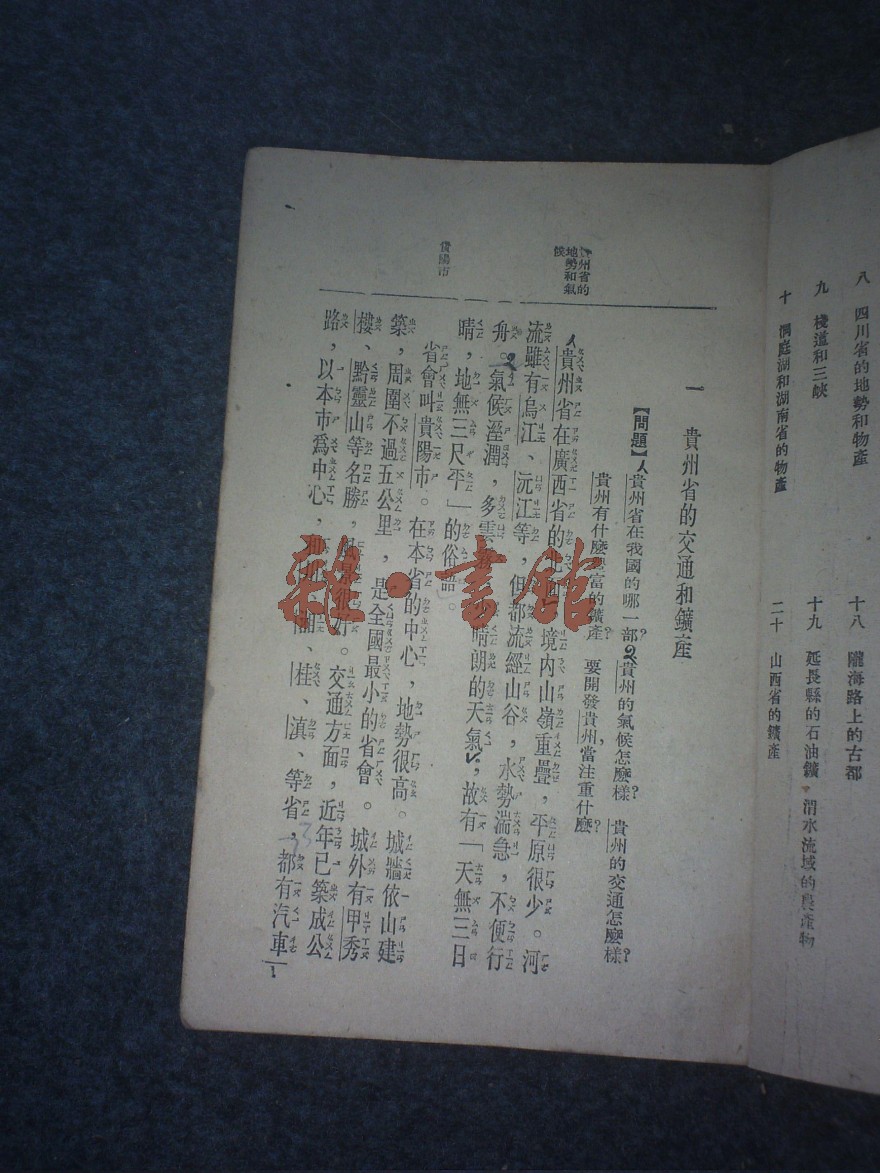 八 四川省的地勢和物產
十八 隴海路上的古都
九 棧道和三峽
十九 延長縣的石油鑛 渭水流域的農產物
十 洞庭湖和湖南省的物產
二十 山西省的鑛產
一 貴州省的交通和鑛產
【問題】貴州省在我國的哪一部? 貴州的氣候怎麼樣? 貴州的交通怎麼樣?
貴州有什麼豐富的鑛產? 要開發貴州,當注重什麼?
貴州省的
地勢和氣
候
貴州省在廣西省的北面 境內山嶺重疊,平原很少。河
流雖有烏江、沅江等,但都流經山谷,水勢湍急,不便行
舟。氣候溼潤,多雲 晴朗的天氣,故有「天無三日
晴,地無三尺平」的俗語。
貴陽市
省會叫貴陽市。在本省的中心,地勢很高。城牆依山建
築,周圍不過五公里,是全國最小的省會。城外有甲秀
樓、黔靈山等名勝,風景很好。交通方面,近年已築成公
路,以本市爲中心,和川、湘、桂、滇、等省,都有汽車
雜·書館